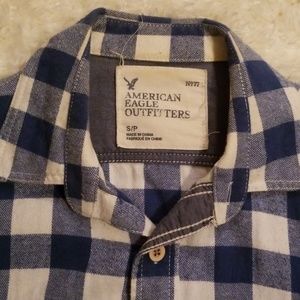 AMERICAN
EAGLE
OUTFITTERS
S/P
MADE IN CHINA
FABRIQUÉ EN CHINE